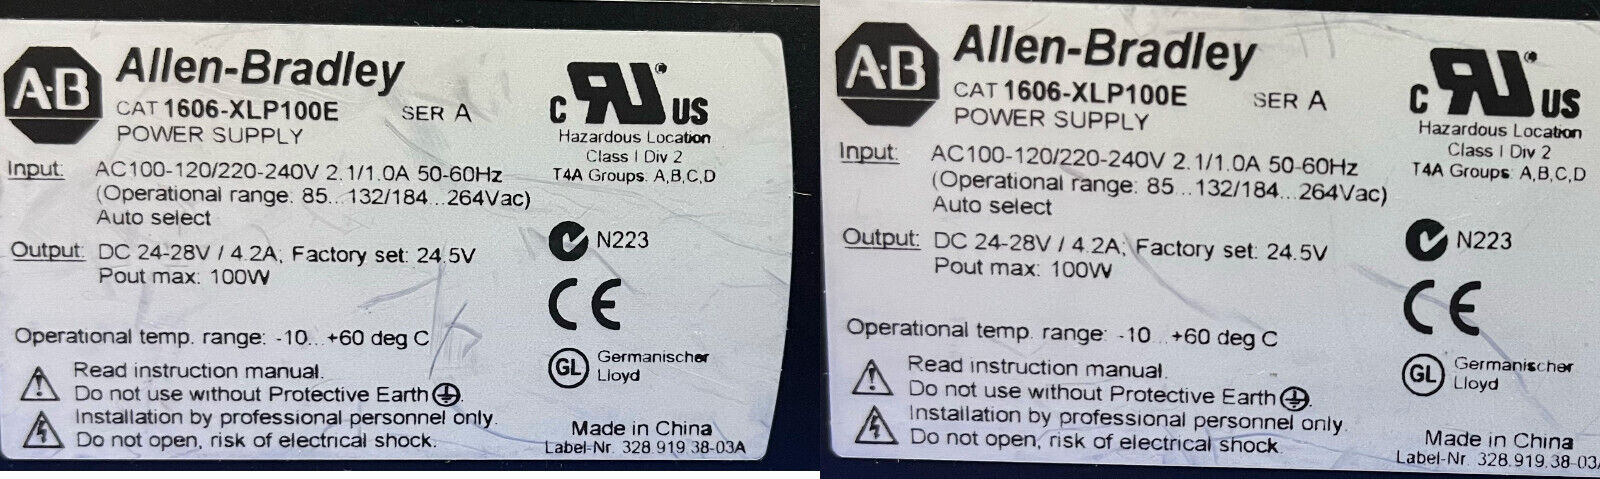 A-B Allen-Bradley
CAT 1606-XLP100E SER A
POWER SUPPLY
Input: AC100-120/220-240V 2.1/1.0A 50-60Hz
(Operational range: 85...132/184...264Vac)
Auto select
Output: DC 24-28V / 4.2A; Factory set: 24.5V
Pout max: 100W
Operational temp. range: -10...+60 deg C
Read instruction manual.
Do not use without Protective Earth.
Installation by professional personnel only.
Do not open, risk of electrical shock.
C RU US
Hazardous Location
Class I Div 2
T4A Groups: A,B,C,D
N223
CE
GL Germanischer
Lloyd
Made in China
Label-Nr. 328.919.38-03A
A-B Allen-Bradley
CAT 1606-XLP100E SER A
POWER SUPPLY
Input: AC100-120/220-240V 2.1/1.0A 50-60Hz
(Operational range: 85...132/184...264Vac)
Auto select
Output: DC 24-28V / 4.2A; Factory set: 24.5V
Pout max: 100W
Operational temp. range: -10...+60 deg C
Read instruction manual.
Do not use without Protective Earth.
Installation by professional personnel only.
Do not open, risk of electrical shock.
C RU US
Hazardous Location
Class I Div 2
T4A Groups: A,B,C,D
N223
CE
GL Germanischer
Lloyd
Made in China
Label-Nr. 328.919.38-03A